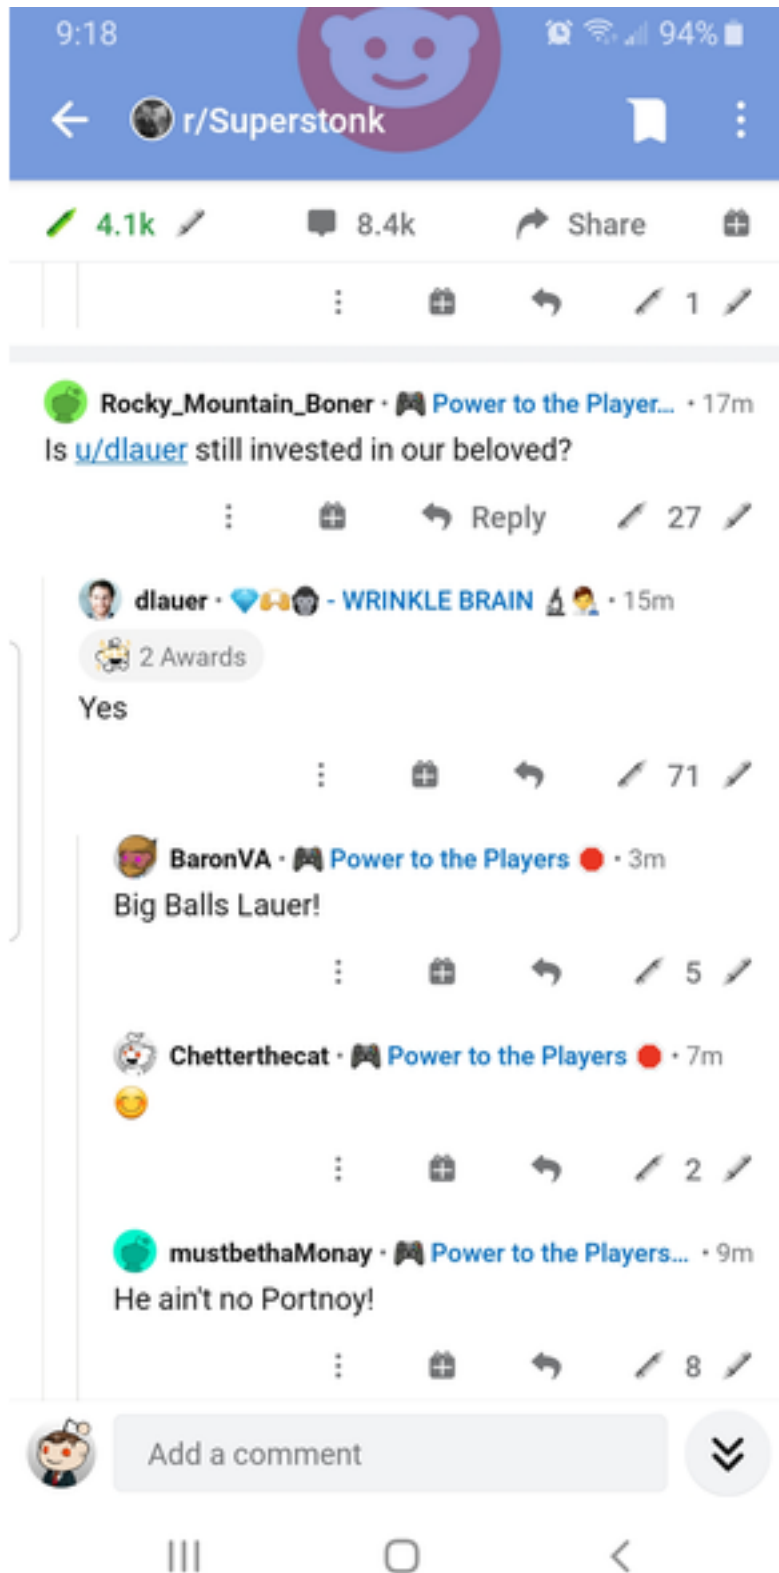 9:18 94%
r/Superstonk
4.1k 8.4k Share
1
Rocky_Mountain_Boner · 🎮 Power to the Player... · 17m
Is u/dlauer still invested in our beloved?
Reply 27
dlauer · 💎🙌🦍 - WRINKLE BRAIN 🔬👨‍🔬 · 15m
2 Awards
Yes
71
BaronVA · 🎮 Power to the Players 🛑 · 3m
Big Balls Lauer!
5
Chetterthecat · 🎮 Power to the Players 🛑 · 7m
😊
2
mustbethaMonay · 🎮 Power to the Players... · 9m
He ain't no Portnoy!
8
Add a comment